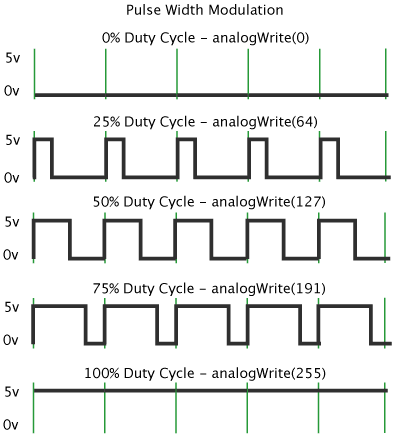 Pulse Width Modulation
0% Duty Cycle - analogWrite(0)
5v
0v
25% Duty Cycle - analogWrite(64)
5v
0v
50% Duty Cycle - analogWrite(127)
5v
0v
75% Duty Cycle - analogWrite(191)
5v
0v
100% Duty Cycle - analogWrite(255)
5v
0v